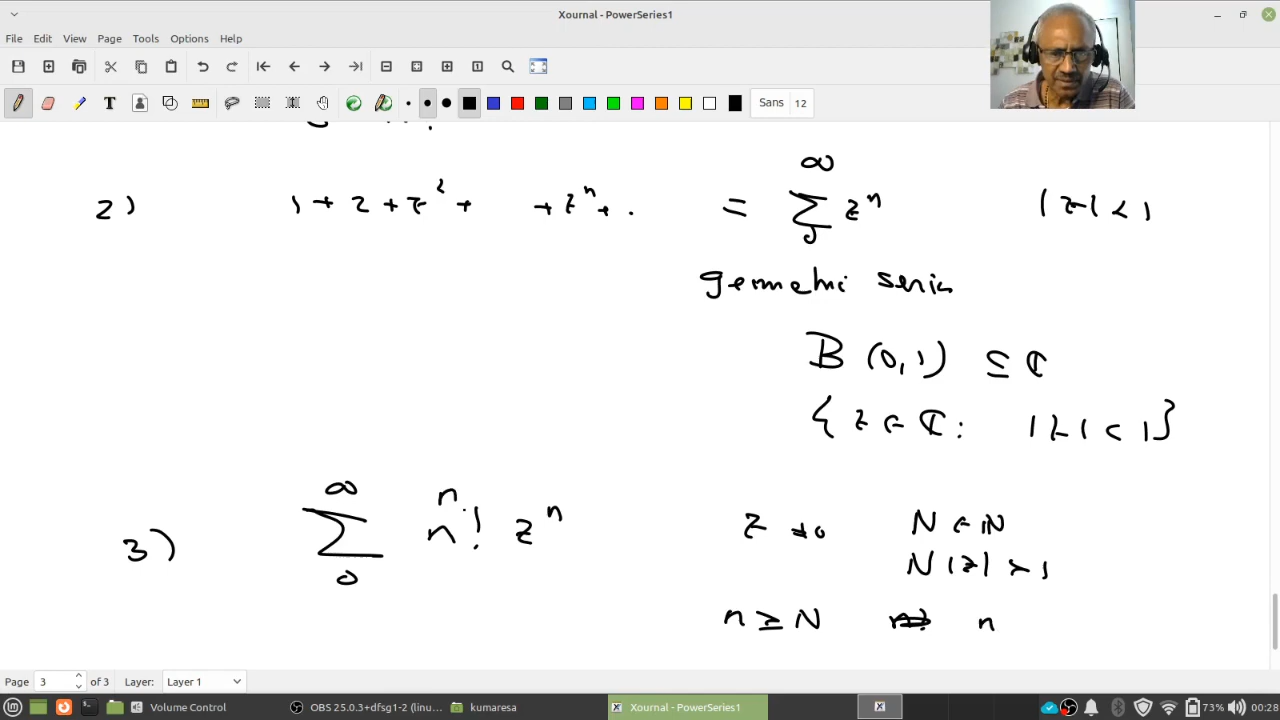 Xournal - PowerSeries1
File Edit View Page Tools Options Help
Sans 12
∞
2) 1 + z + z² + + zⁿ + . = Σ zⁿ |z| < 1
0
geometric series
B (0, 1) ⊆ ℂ
{ z ∈ ℂ : |z| < 1 }
∞ n
3) Σ n! zⁿ z ≠ 0 N ∈ ℕ
0 N |z| > 1
n ≥ N n
Page 3 of 3 Layer: Layer 1
Volume Control OBS 25.0.3+dfsg1-2 (linu... kumaresa Xournal - PowerSeries1 73% 00:28